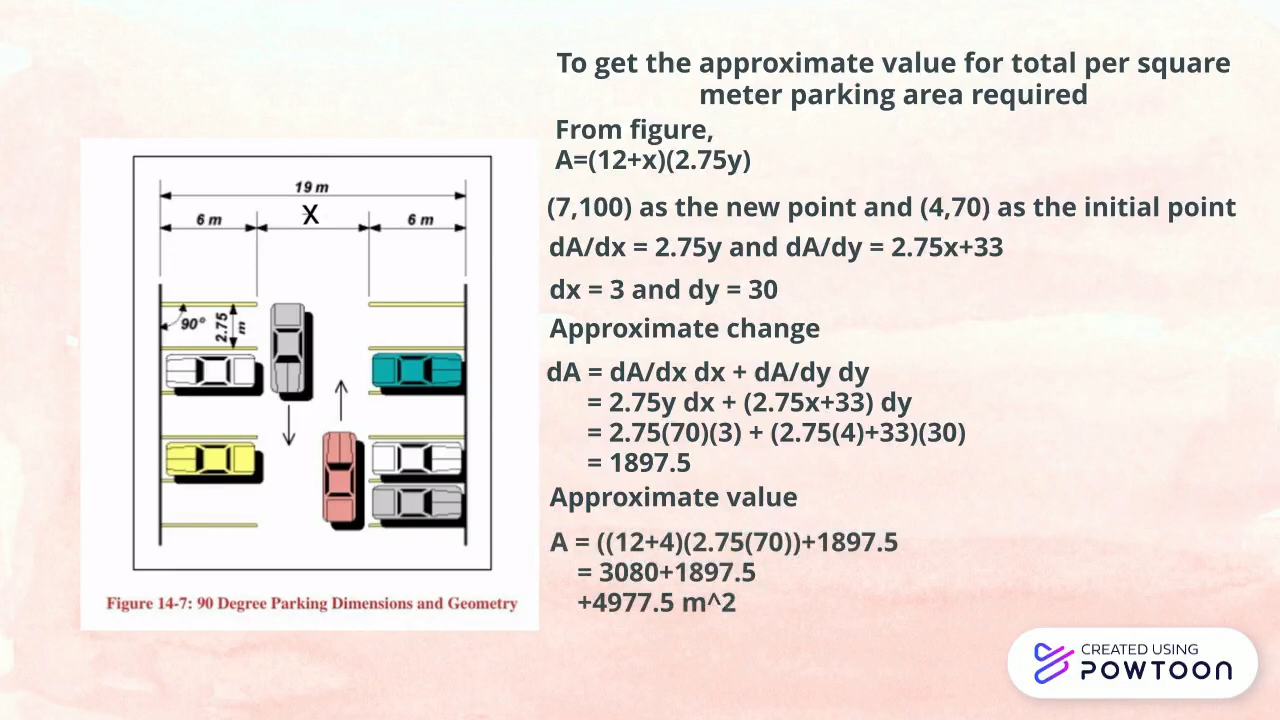 To get the approximate value for total per square
meter parking area required
From figure,
A=(12+x)(2.75y)
(7,100) as the new point and (4,70) as the initial point
dA/dx = 2.75y and dA/dy = 2.75x+33
dx = 3 and dy = 30
Approximate change
dA = dA/dx dx + dA/dy dy
= 2.75y dx + (2.75x+33) dy
= 2.75(70)(3) + (2.75(4)+33)(30)
= 1897.5
Approximate value
A = ((12+4)(2.75(70))+1897.5
= 3080+1897.5
+4977.5 m^2
19 m
6 m
X
6 m
90°
2.75
m
Figure 14-7: 90 Degree Parking Dimensions and Geometry
CREATED USING
POWTOON